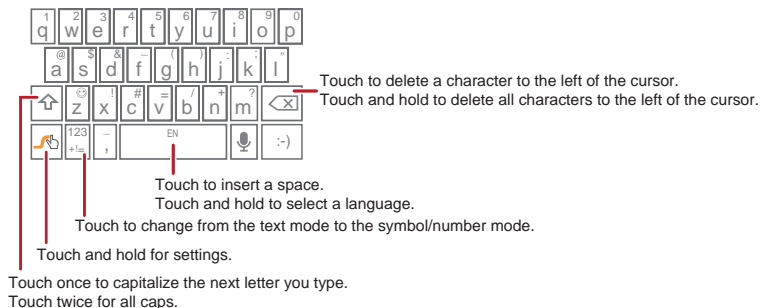 1 2 3 4 5 6 7 8 9 0
q w e r t y u i o p
@ $ & _ ( ) : ; "
a s d f g h j k l
Touch to delete a character to the left of the cursor.
! # = / + ?
z x c v b n m
Touch and hold to delete all characters to the left of the cursor.
123 – EN
+!= , :-)
Touch to insert a space.
Touch and hold to select a language.
Touch to change from the text mode to the symbol/number mode.
Touch and hold for settings.
Touch once to capitalize the next letter you type.
Touch twice for all caps.